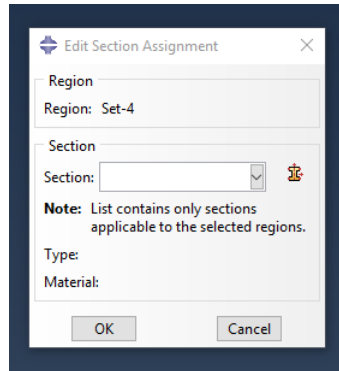 Edit Section Assignment
Region
Region: Set-4
Section
Section:
Note: List contains only sections
applicable to the selected regions.
Type:
Material:
OK Cancel